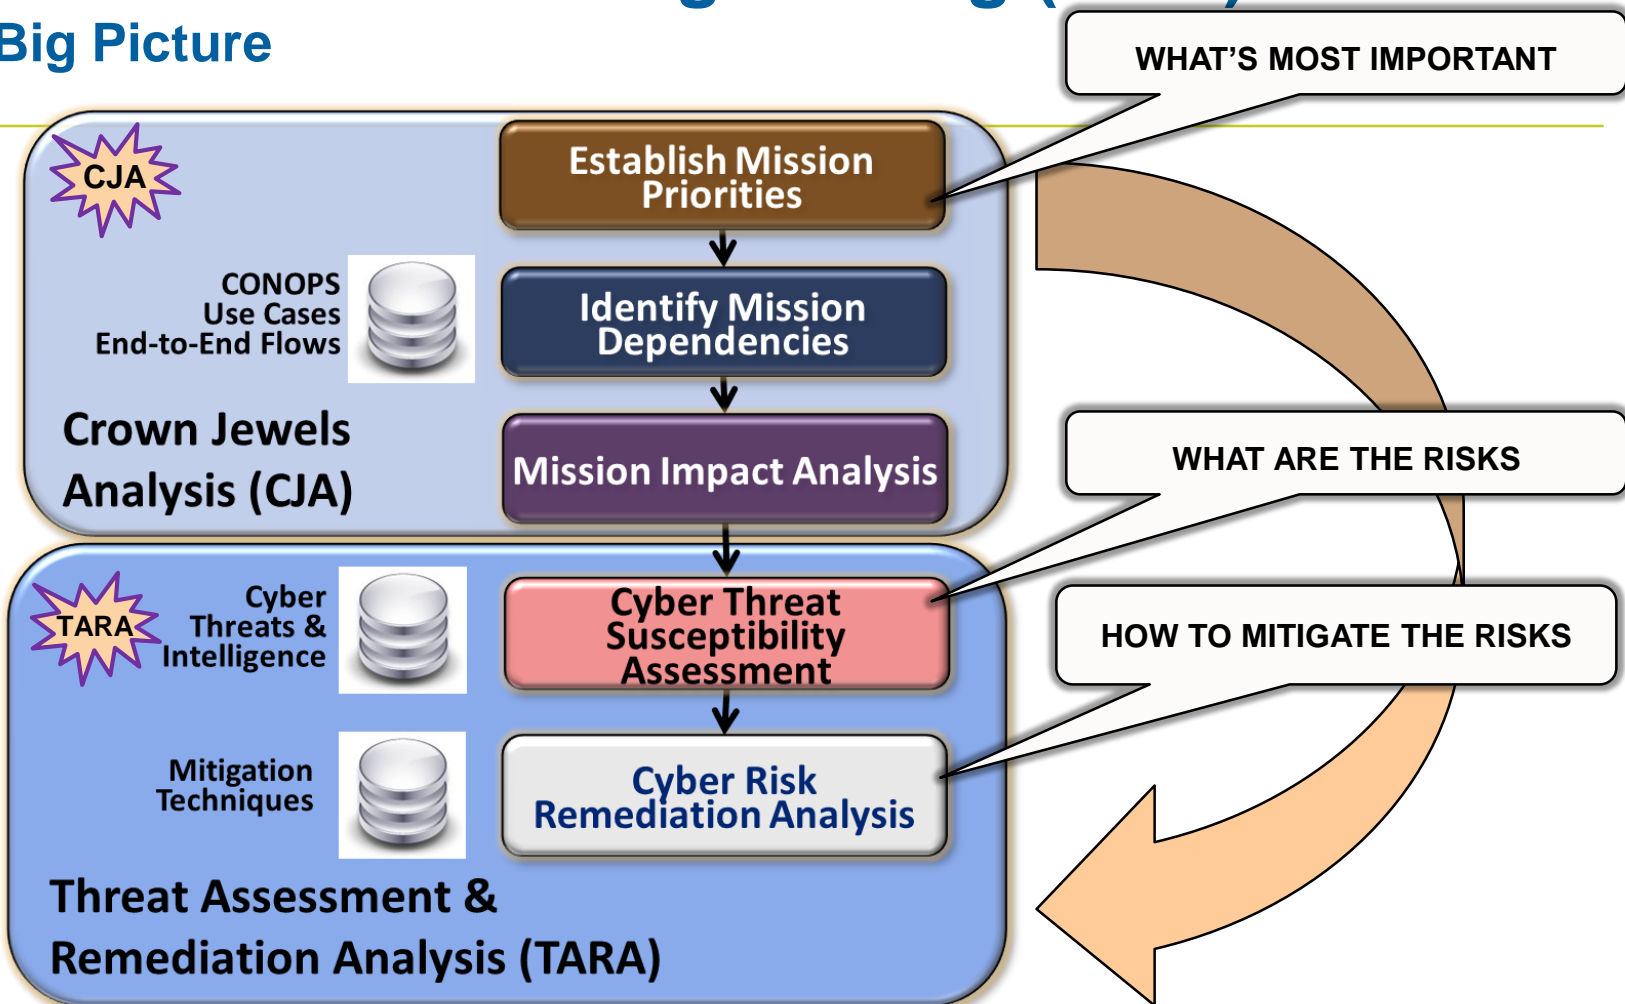 Big Picture
WHAT'S MOST IMPORTANT
CJA
Establish Mission
Priorities
CONOPS
Use Cases
End-to-End Flows
Identify Mission
Dependencies
Crown Jewels
Analysis (CJA)
Mission Impact Analysis
WHAT ARE THE RISKS
TARA
Cyber
Threats &
Intelligence
Cyber Threat
Susceptibility
Assessment
HOW TO MITIGATE THE RISKS
Mitigation
Techniques
Cyber Risk
Remediation Analysis
Threat Assessment &
Remediation Analysis (TARA)